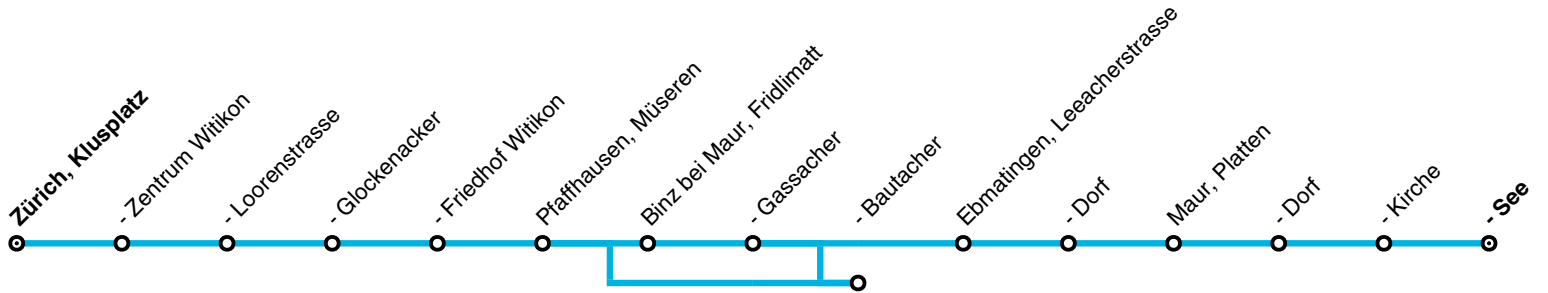 Zürich, Klusplatz
- Zentrum Witikon
- Loorenstrasse
- Glockenacker
- Friedhof Witikon
Pfaffhausen, Müseren
Binz bei Maur, Fridlimatt
- Gassacher
- Bautacher
Ebmatingen, Leeacherstrasse
- Dorf
Maur, Platten
- Dorf
- Kirche
- See